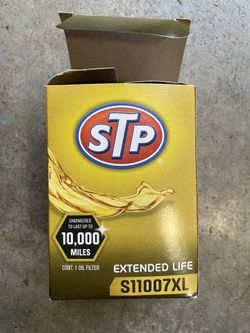 STP
®
ENGINEERED
TO LAST UP TO
10,000
MILES
CONT. 1 OIL FILTER
EXTENDED LIFE
S11007XL